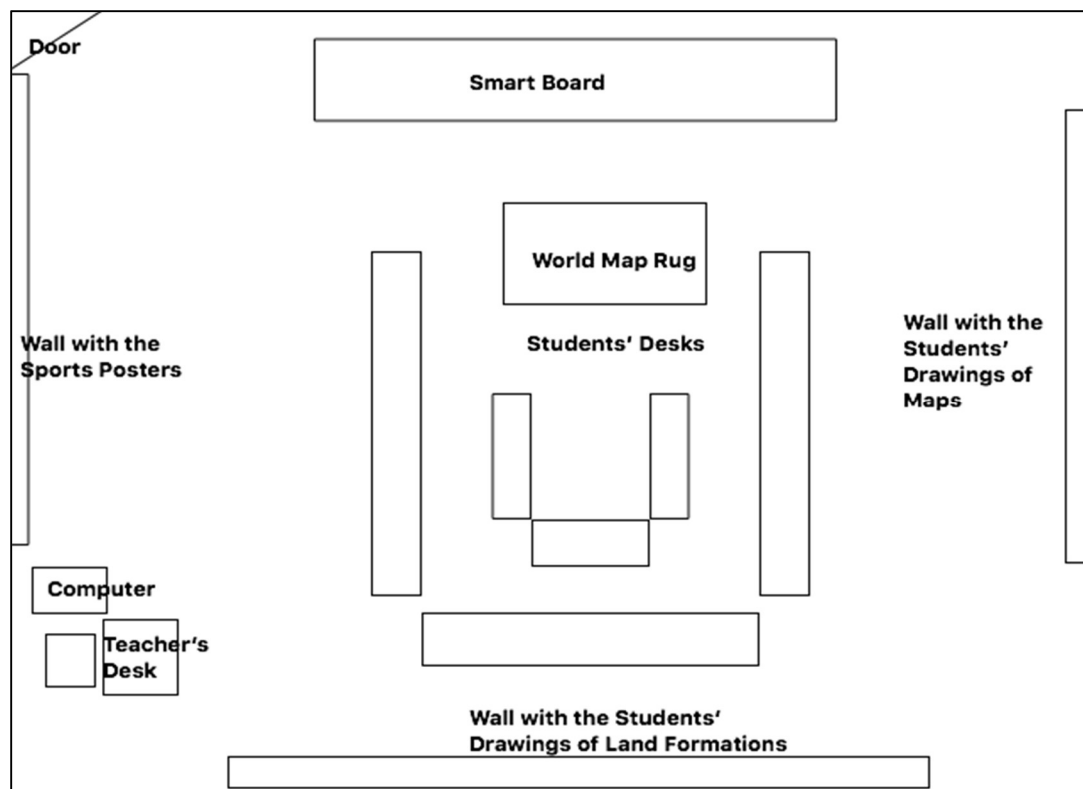 Door
Smart Board
World Map Rug
Wall with the
Sports Posters
Students’ Desks
Wall with the
Students’
Drawings of
Maps
Computer
Teacher’s
Desk
Wall with the Students’
Drawings of Land Formations